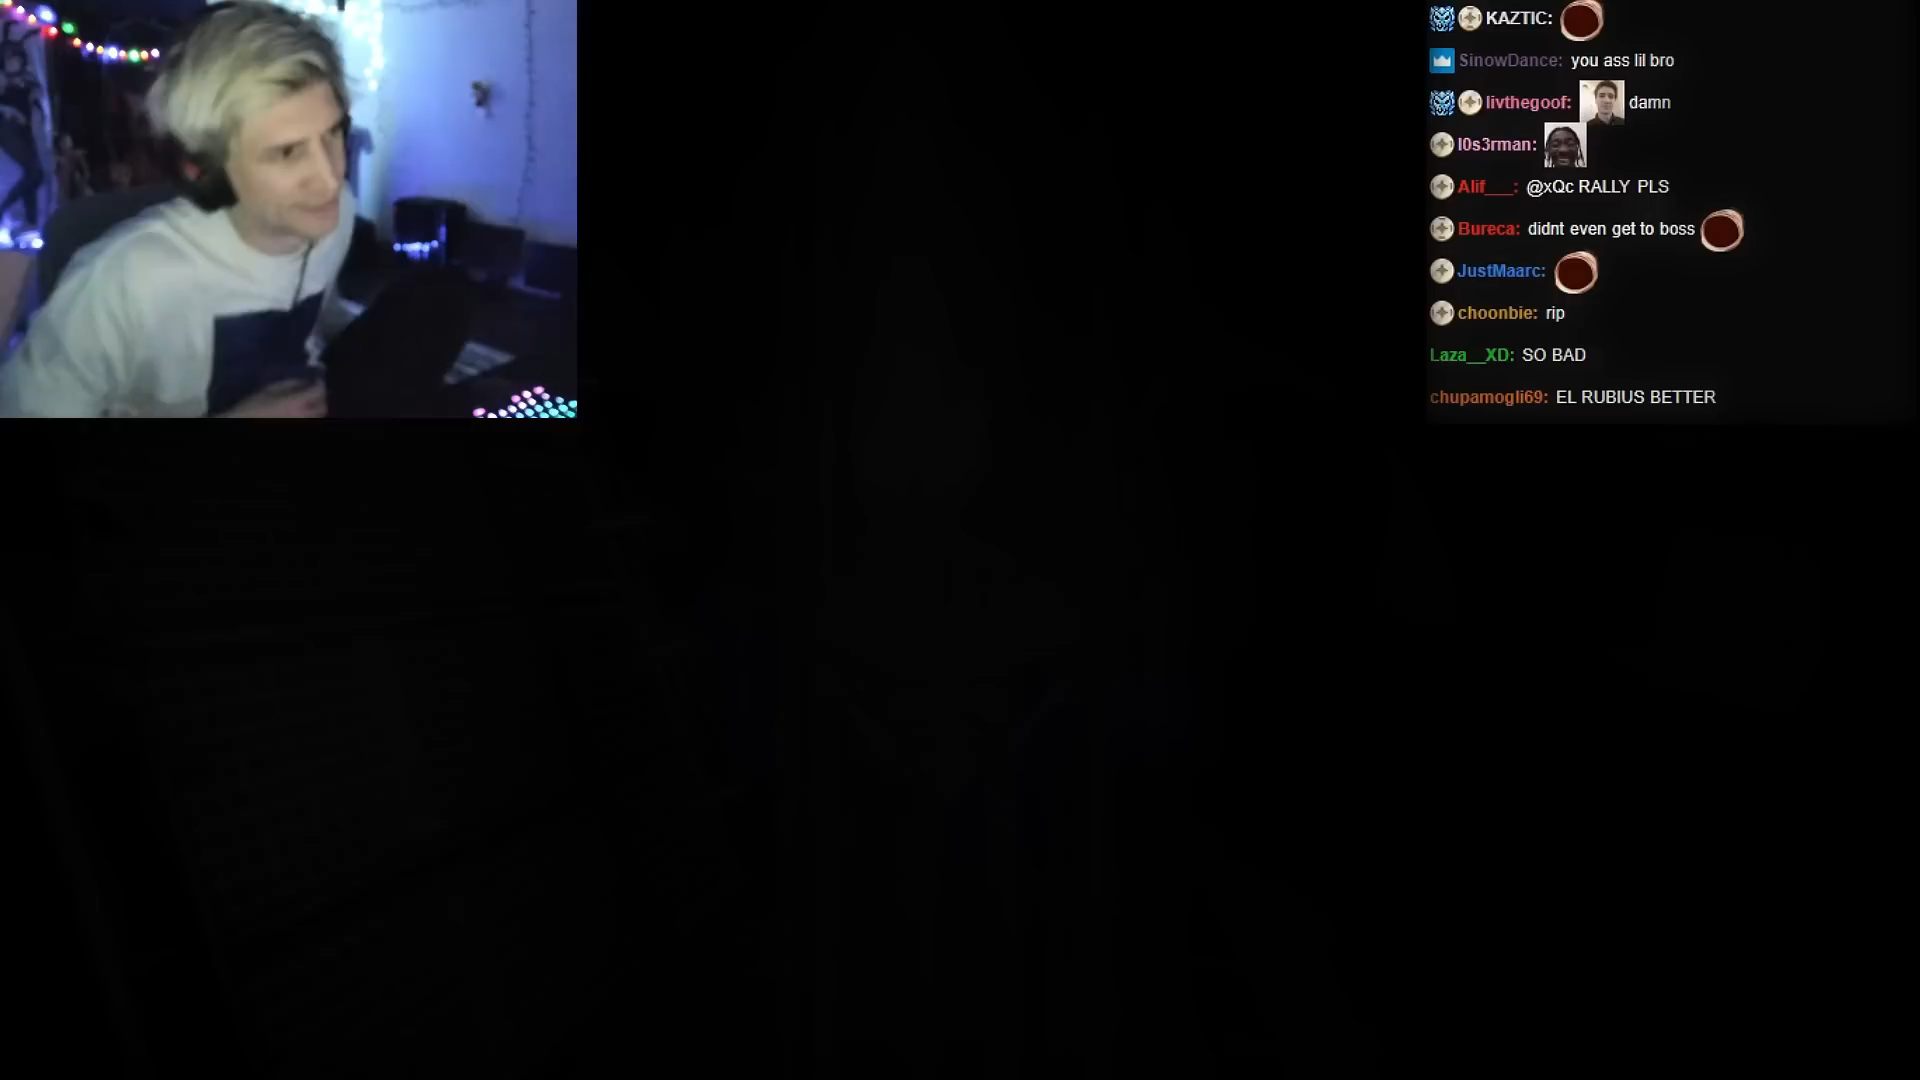 KAZTIC:
SinowDance: you ass lil bro
livthegoof: damn
l0s3rman:
Alif___: @xQc RALLY PLS
Bureca: didnt even get to boss
JustMaarc:
choonbie: rip
Laza__XD: SO BAD
chupamogli69: EL RUBIUS BETTER